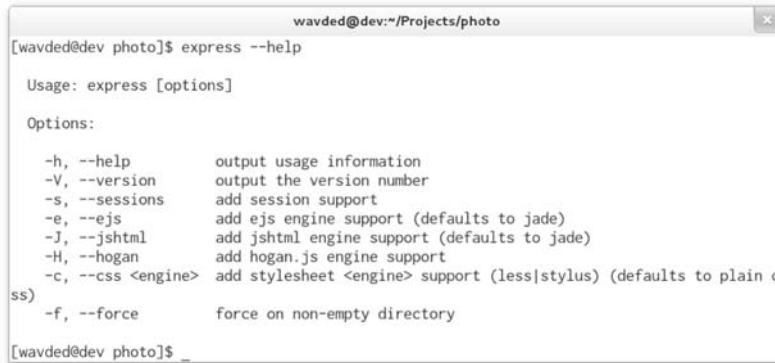 wavded@dev:~/Projects/photo
[wavded@dev photo]$ express --help
Usage: express [options]
Options:
-h, --help output usage information
-V, --version output the version number
-s, --sessions add session support
-e, --ejs add ejs engine support (defaults to jade)
-J, --jshtml add jshtml engine support (defaults to jade)
-H, --hogan add hogan.js engine support
-c, --css <engine> add stylesheet <engine> support (less|stylus) (defaults to plain c
ss)
-f, --force force on non-empty directory
[wavded@dev photo]$ _